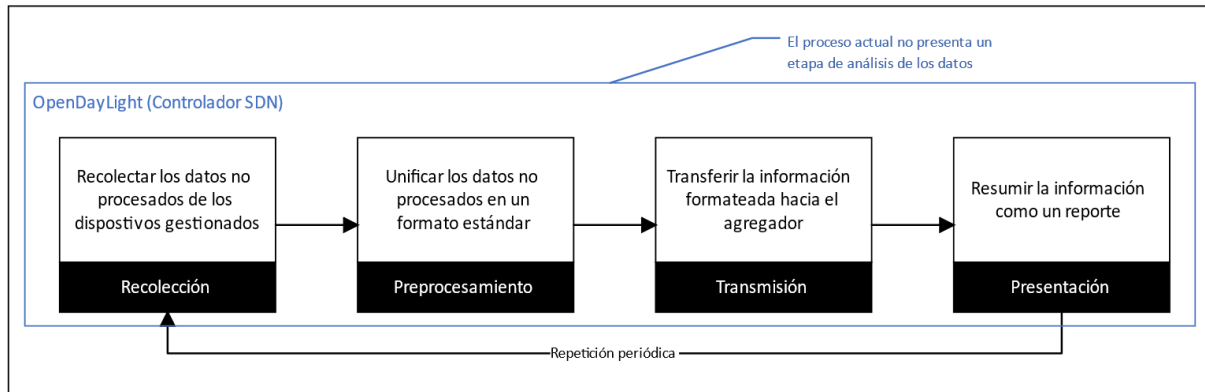 El proceso actual no presenta un
etapa de análisis de los datos
OpenDayLight (Controlador SDN)
Recolectar los datos no
procesados de los
dispostivos gestionados
Recolección
Unificar los datos no
procesados en un
formato estándar
Preprocesamiento
Transferir la información
formateada hacia el
agregador
Transmisión
Resumir la información
como un reporte
Presentación
Repetición periódica